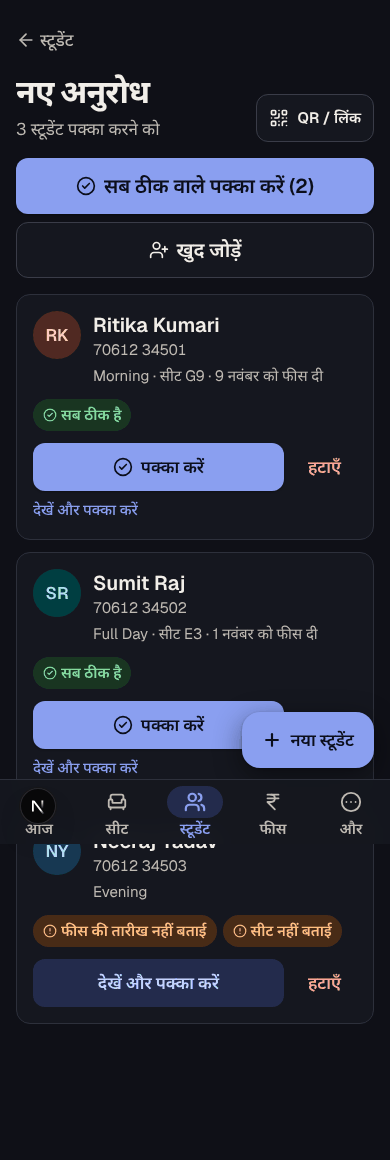 ← स्टूडेंट
नए अनुरोध
3 स्टूडेंट पक्का करने को
QR / लिंक
सब ठीक वाले पक्का करें (2)
खुद जोड़ें
RK
Ritika Kumari
70612 34501
Morning · सीट G9 · 9 नवंबर को फीस दी
सब ठीक है
पक्का करें
हटाएँ
देखें और पक्का करें
SR
Sumit Raj
70612 34502
Full Day · सीट E3 · 1 नवंबर को फीस दी
सब ठीक है
पक्का करें
+ नया स्टूडेंट
देखें और पक्का करें
N
आज
सीट
स्टूडेंट
₹
फीस
और
NY
Neeraj Yadav
70612 34503
Evening
फीस की तारीख नहीं बताई
सीट नहीं बताई
देखें और पक्का करें
हटाएँ